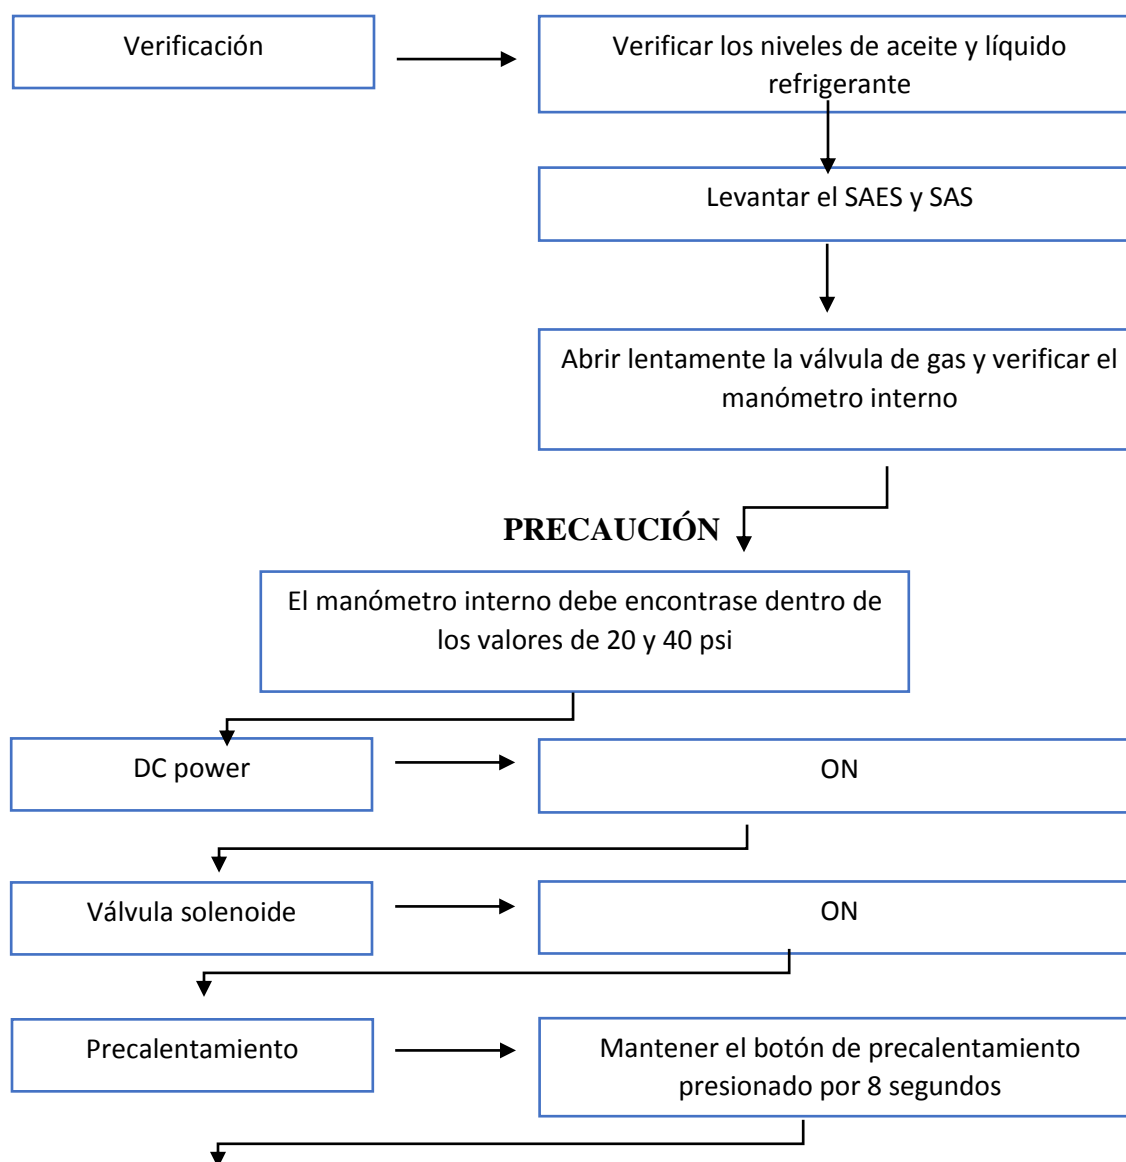 Verificación
Verificar los niveles de aceite y líquido
refrigerante
Levantar el SAES y SAS
Abrir lentamente la válvula de gas y verificar el
manómetro interno
PRECAUCIÓN
El manómetro interno debe encontrase dentro de
los valores de 20 y 40 psi
DC power
ON
Válvula solenoide
ON
Precalentamiento
Mantener el botón de precalentamiento
presionado por 8 segundos